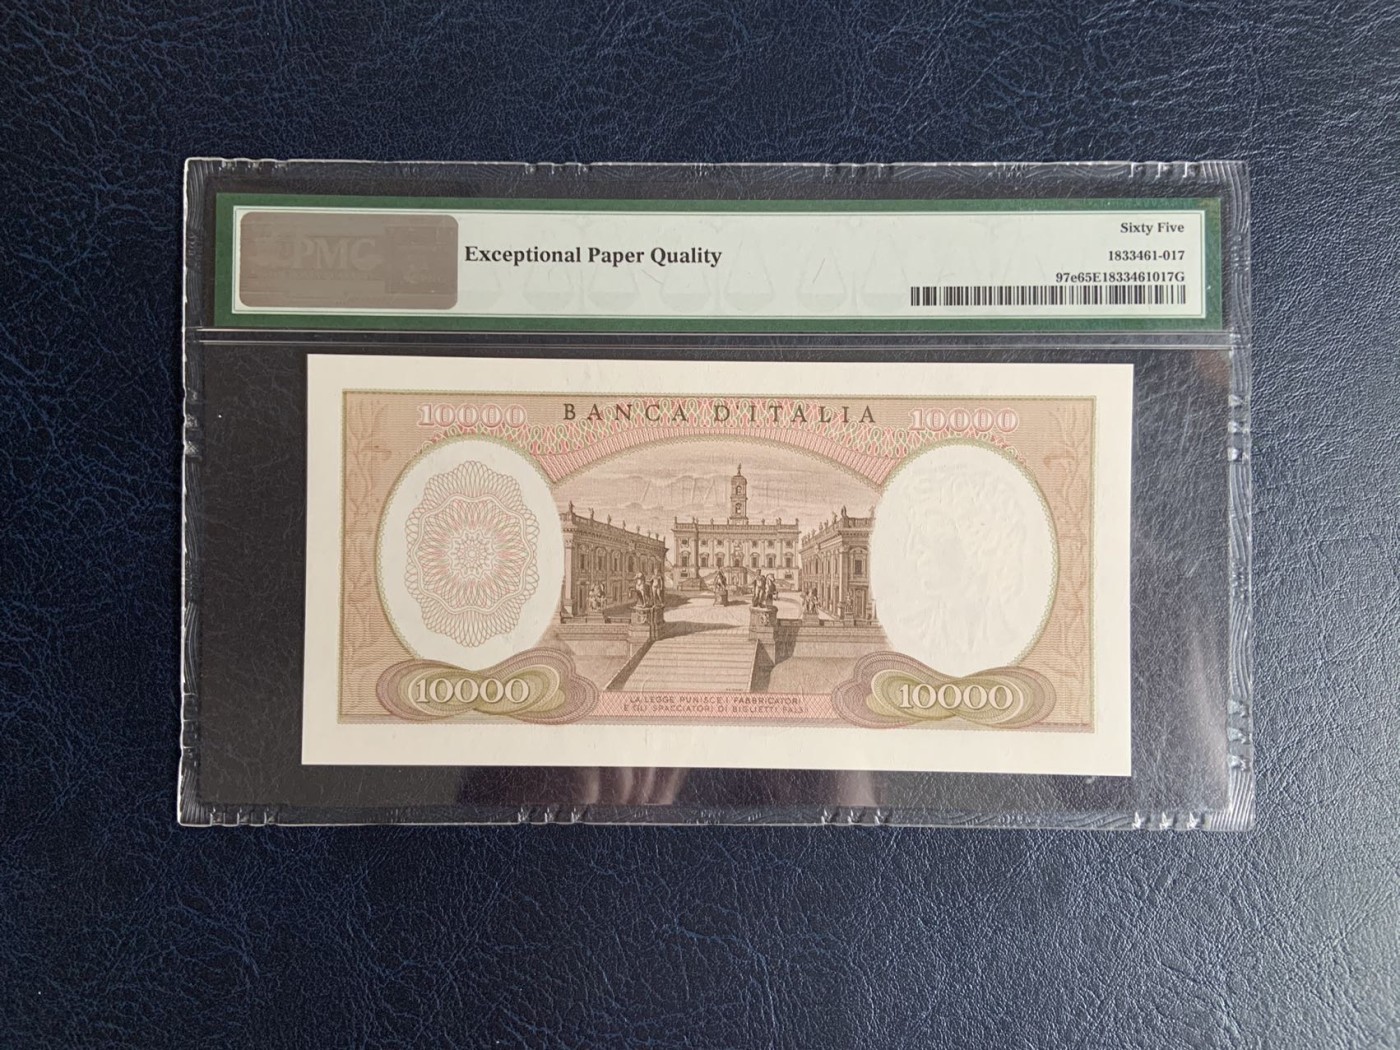 PMG
Exceptional Paper Quality
Sixty Five
1833461-017
97e65E1833461017G
10000 BANCA D'ITALIA 10000
10000
LA LEGGE PUNISCE I FABBRICATORI
E GLI SPACCIATORI DI BIGLIETTI FALSI
10000